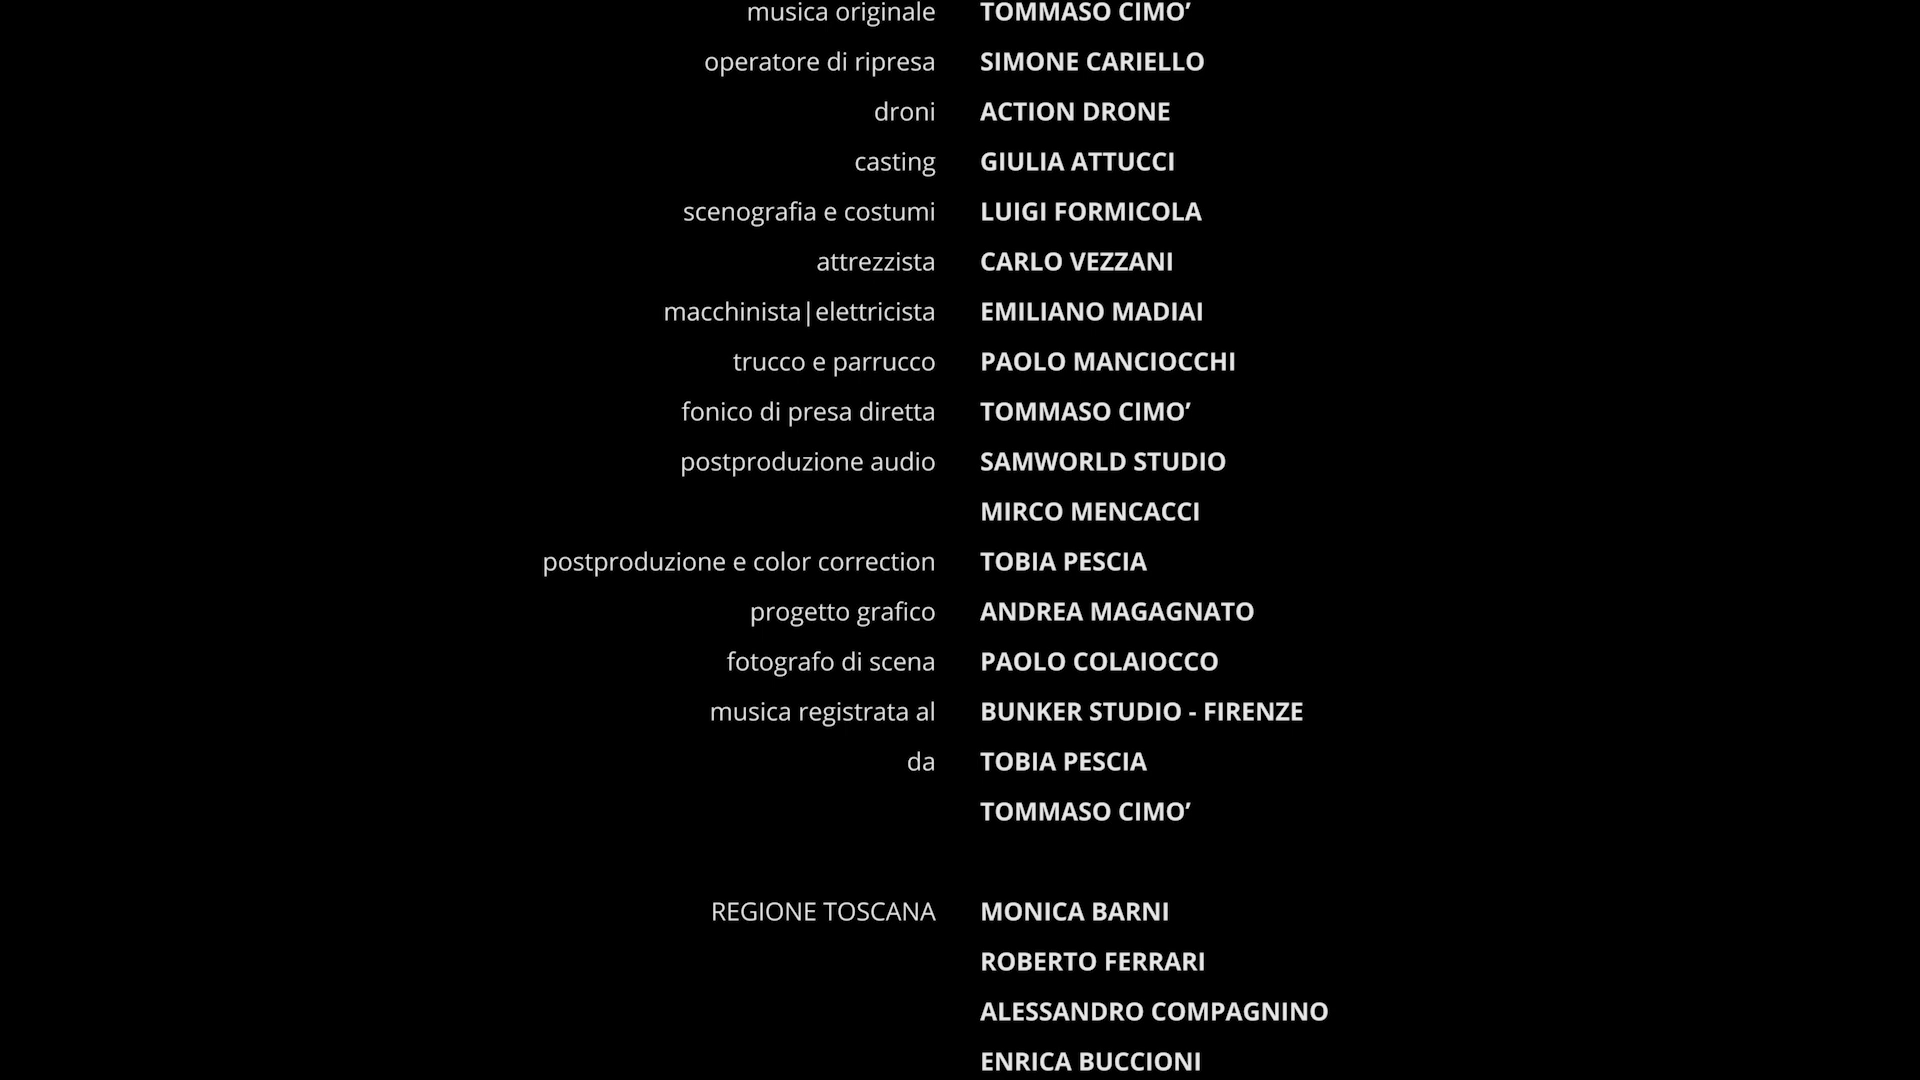 musica originale TOMMASO CIMO’
operatore di ripresa SIMONE CARIELLO
droni ACTION DRONE
casting GIULIA ATTUCCI
scenografia e costumi LUIGI FORMICOLA
attrezzista CARLO VEZZANI
macchinista|elettricista EMILIANO MADIAI
trucco e parrucco PAOLO MANCIOCCHI
fonico di presa diretta TOMMASO CIMO’
postproduzione audio SAMWORLD STUDIO
MIRCO MENCACCI
postproduzione e color correction TOBIA PESCIA
progetto grafico ANDREA MAGAGNATO
fotografo di scena PAOLO COLAIOCCO
musica registrata al BUNKER STUDIO - FIRENZE
da TOBIA PESCIA
TOMMASO CIMO’
REGIONE TOSCANA MONICA BARNI
ROBERTO FERRARI
ALESSANDRO COMPAGNINO
ENRICA BUCCIONI